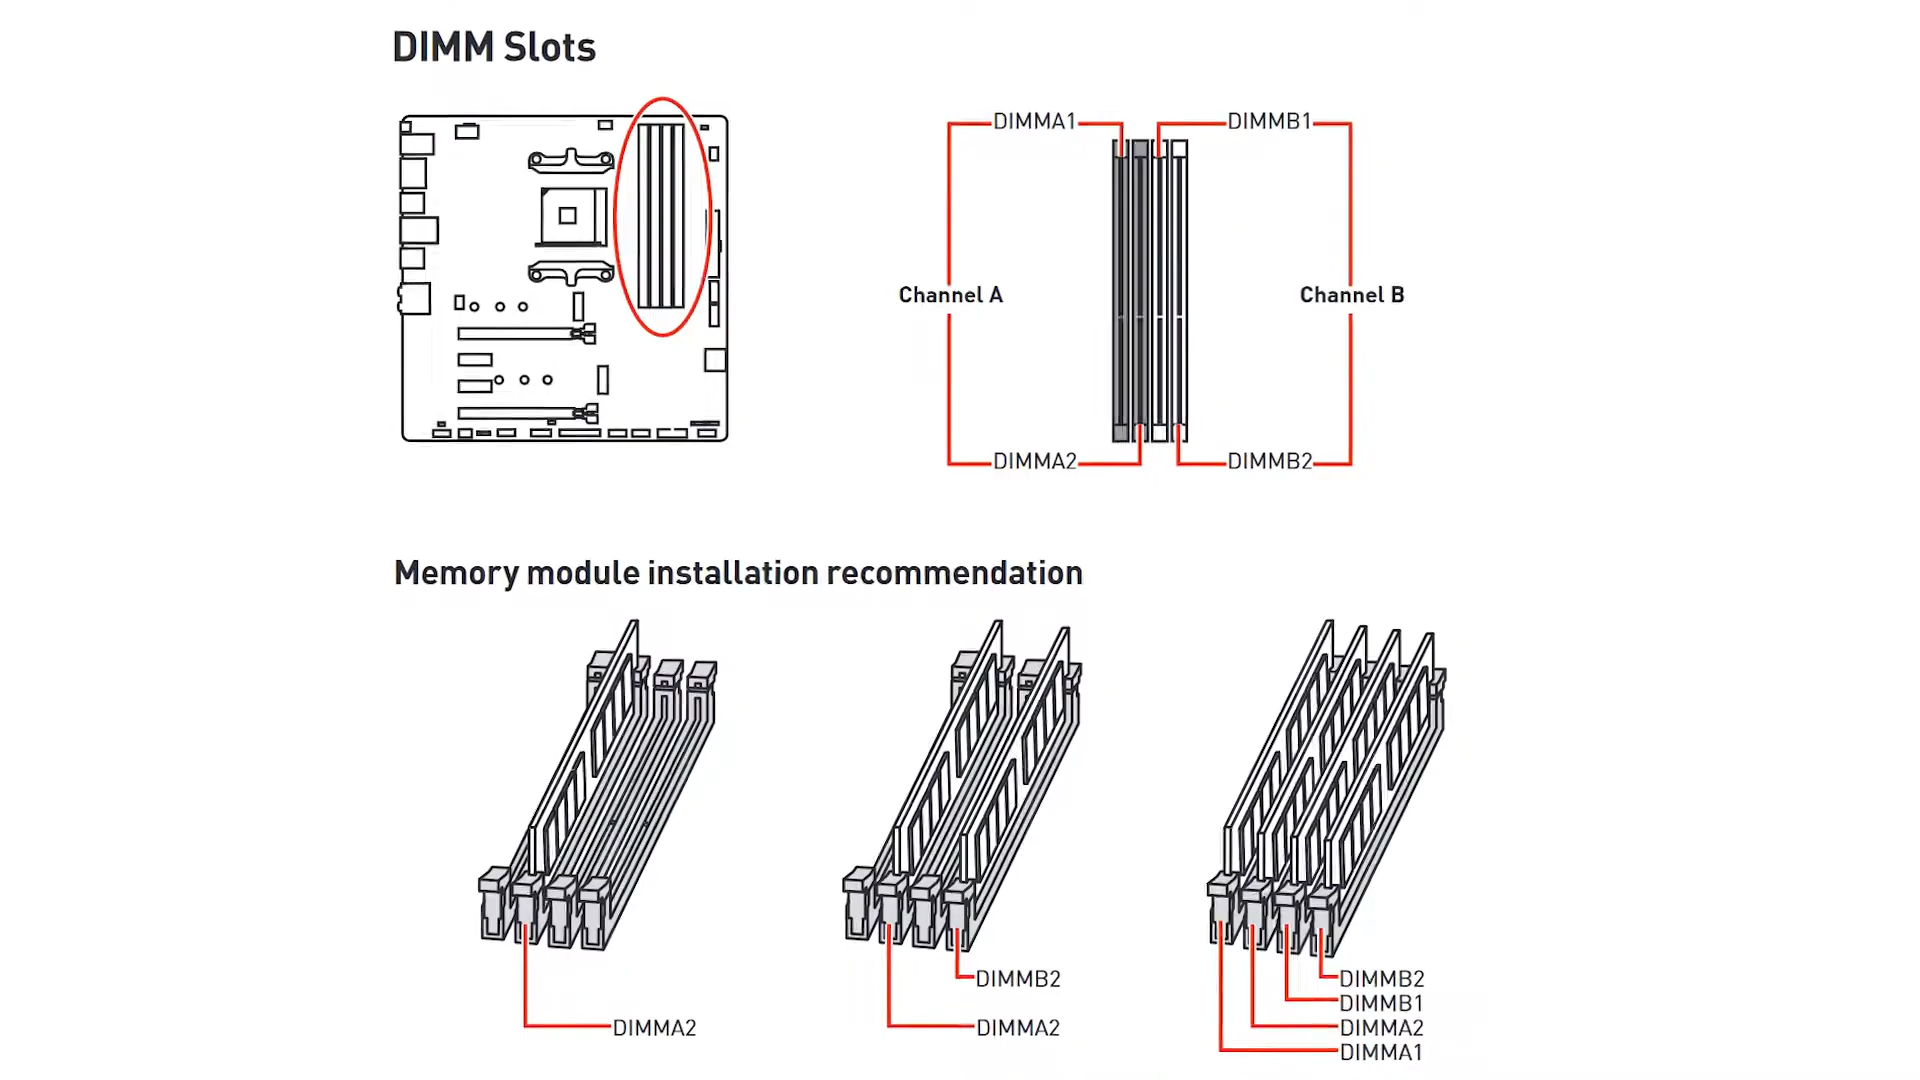 DIMM Slots
DIMMA1
DIMMB1
Channel A
Channel B
DIMMA2
DIMMB2
Memory module installation recommendation
DIMMA2
DIMMB2
DIMMA2
DIMMB2
DIMMB1
DIMMA2
DIMMA1